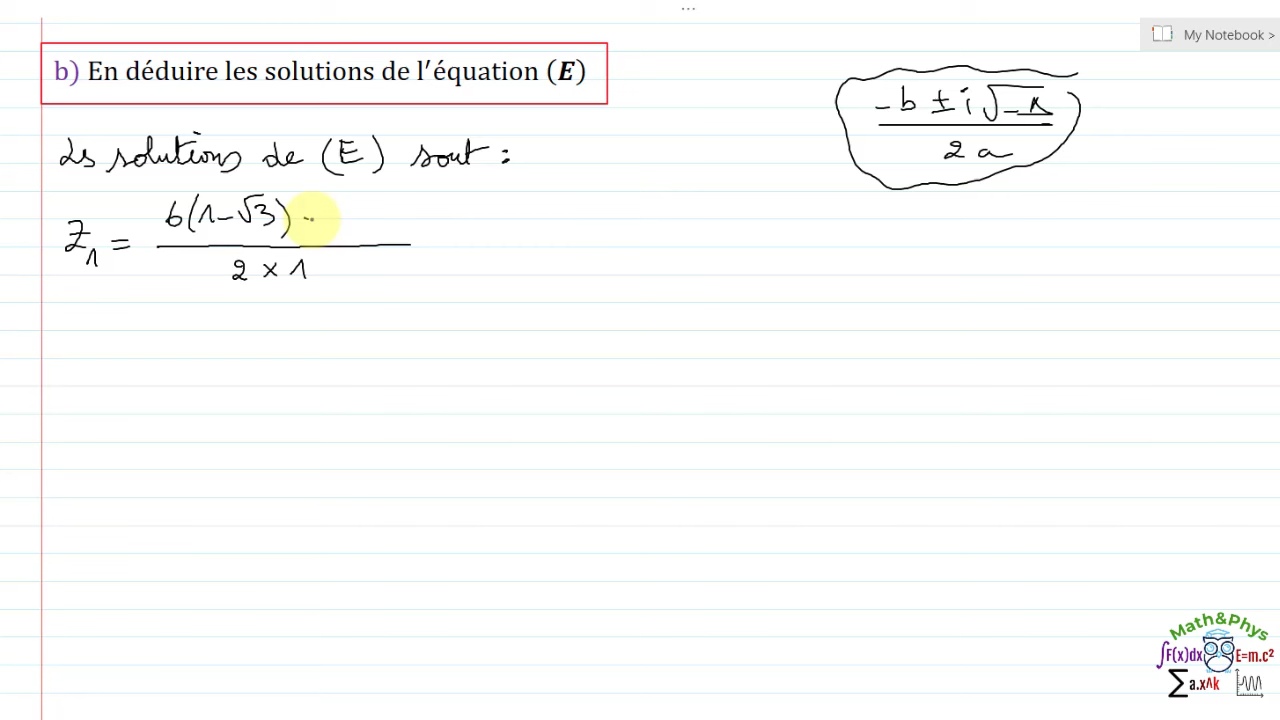 ...
My Notebook >
b) En déduire les solutions de l'équation (E)
-b ± i√-Δ
2a
Les solutions de (E) sont :
Z₁ = 6(1-√3) -
2 × 1
Math&Phys
∫F(x)dx E=m.c²
∑ a.x^k